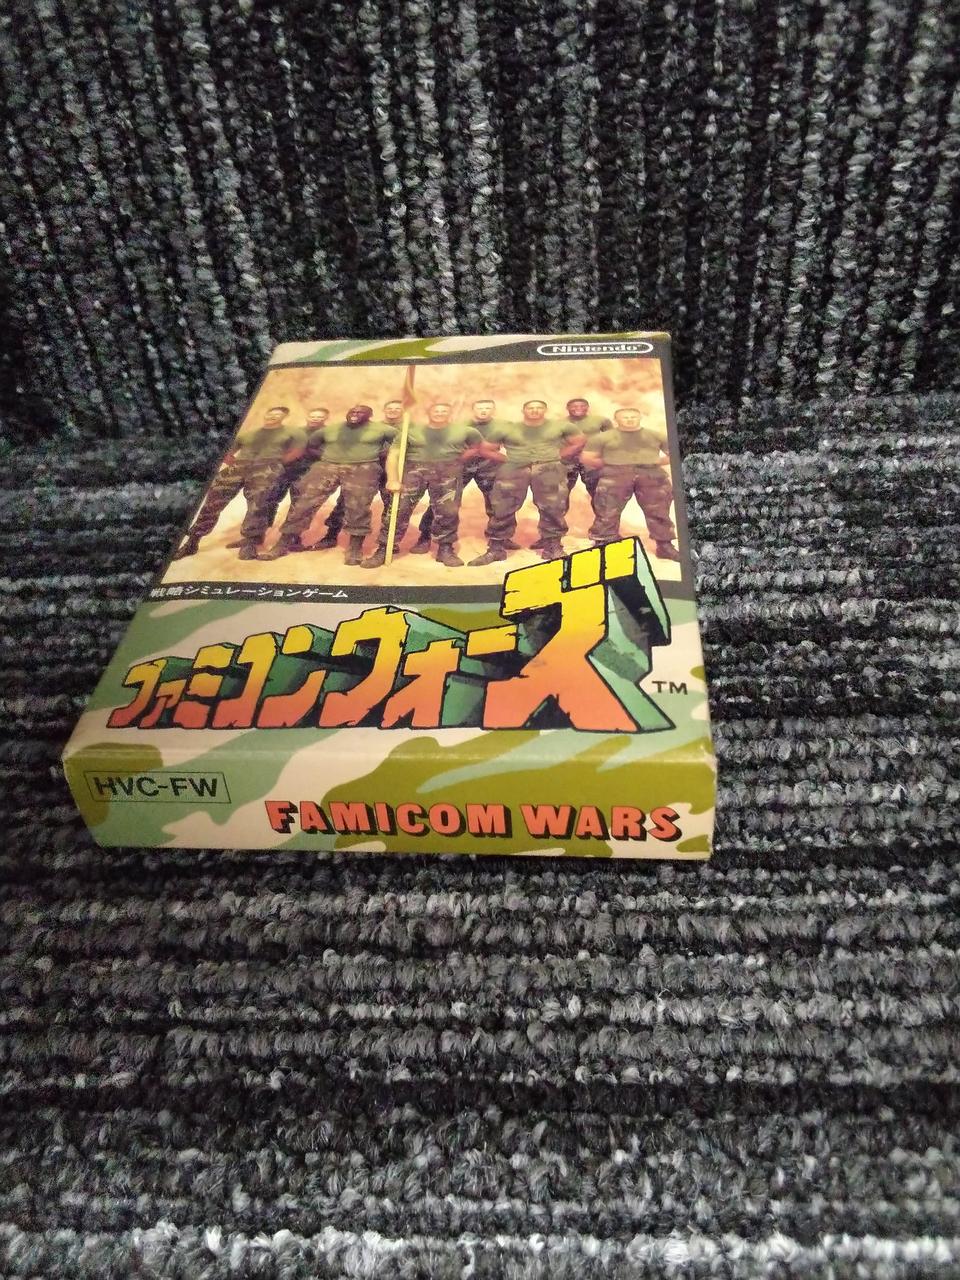 Nintendo
戦略シミュレーションゲーム
ファミコンウォーズ
TM
HVC-FW
FAMICOM WARS